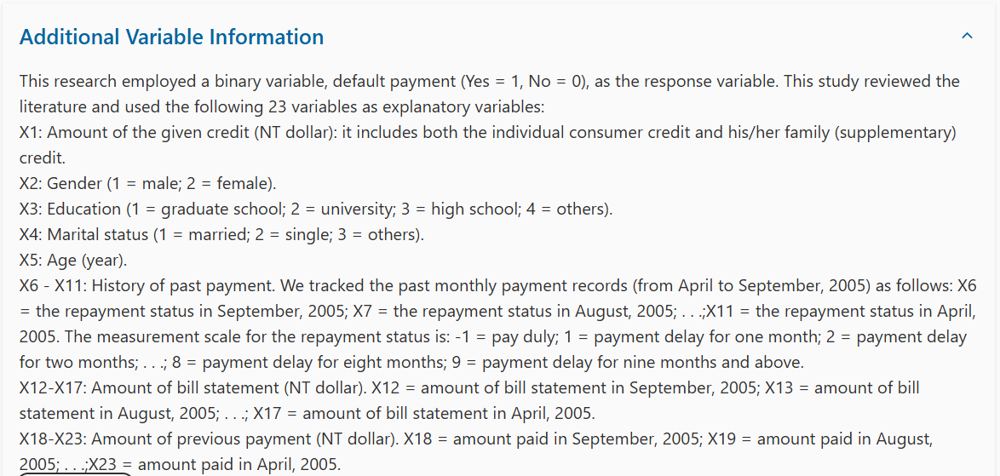 Additional Variable Information
This research employed a binary variable, default payment (Yes = 1, No = 0), as the response variable. This study reviewed the
literature and used the following 23 variables as explanatory variables:
X1: Amount of the given credit (NT dollar): it includes both the individual consumer credit and his/her family (supplementary)
credit.
X2: Gender (1 = male; 2 = female).
X3: Education (1 = graduate school; 2 = university; 3 = high school; 4 = others).
X4: Marital status (1 = married; 2 = single; 3 = others).
X5: Age (year).
X6 - X11: History of past payment. We tracked the past monthly payment records (from April to September, 2005) as follows: X6
= the repayment status in September, 2005; X7 = the repayment status in August, 2005; . . .;X11 = the repayment status in April,
2005. The measurement scale for the repayment status is: -1 = pay duly; 1 = payment delay for one month; 2 = payment delay
for two months; . . .; 8 = payment delay for eight months; 9 = payment delay for nine months and above.
X12-X17: Amount of bill statement (NT dollar). X12 = amount of bill statement in September, 2005; X13 = amount of bill
statement in August, 2005; . . .; X17 = amount of bill statement in April, 2005.
X18-X23: Amount of previous payment (NT dollar). X18 = amount paid in September, 2005; X19 = amount paid in August,
2005; . . .;X23 = amount paid in April, 2005.